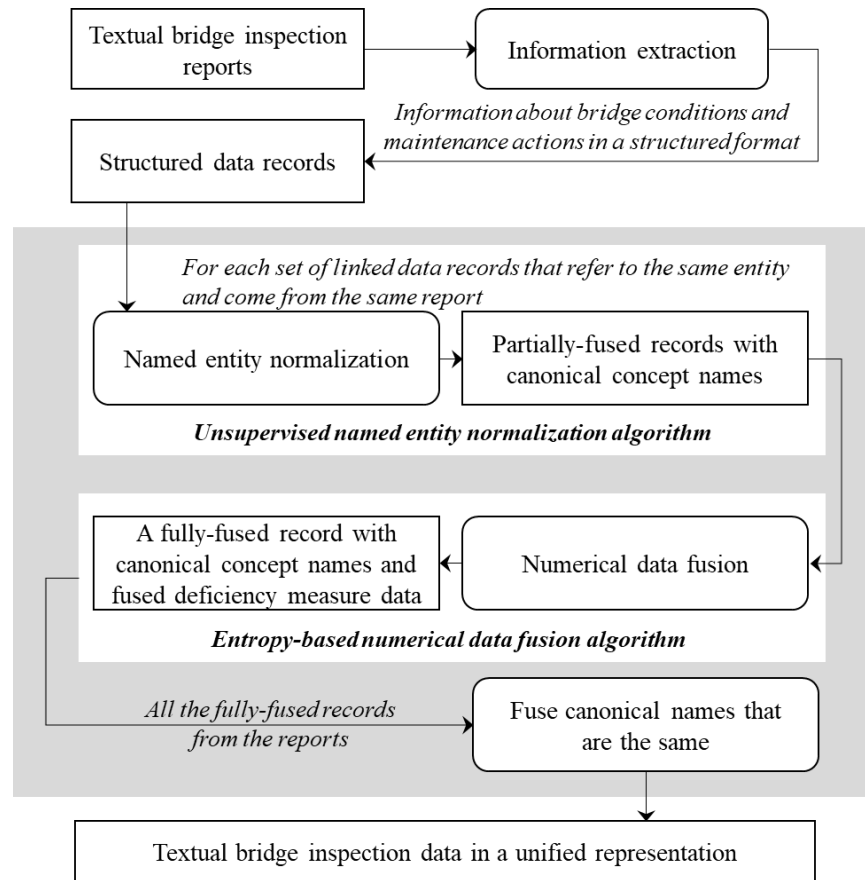 Textual bridge inspection
reports
Information extraction
Information about bridge conditions and
maintenance actions in a structured format
Structured data records
For each set of linked data records that refer to the same entity
and come from the same report
Named entity normalization
Partially-fused records with
canonical concept names
Unsupervised named entity normalization algorithm
A fully-fused record with
canonical concept names and
fused deficiency measure data
Numerical data fusion
Entropy-based numerical data fusion algorithm
All the fully-fused records
from the reports
Fuse canonical names that
are the same
Textual bridge inspection data in a unified representation